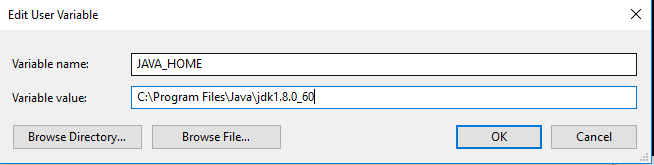 Edit User Variable
Variable name: JAVA_HOME
Variable value: C:\Program Files\Java\jdk1.8.0_60
Browse Directory... Browse File... OK Cancel